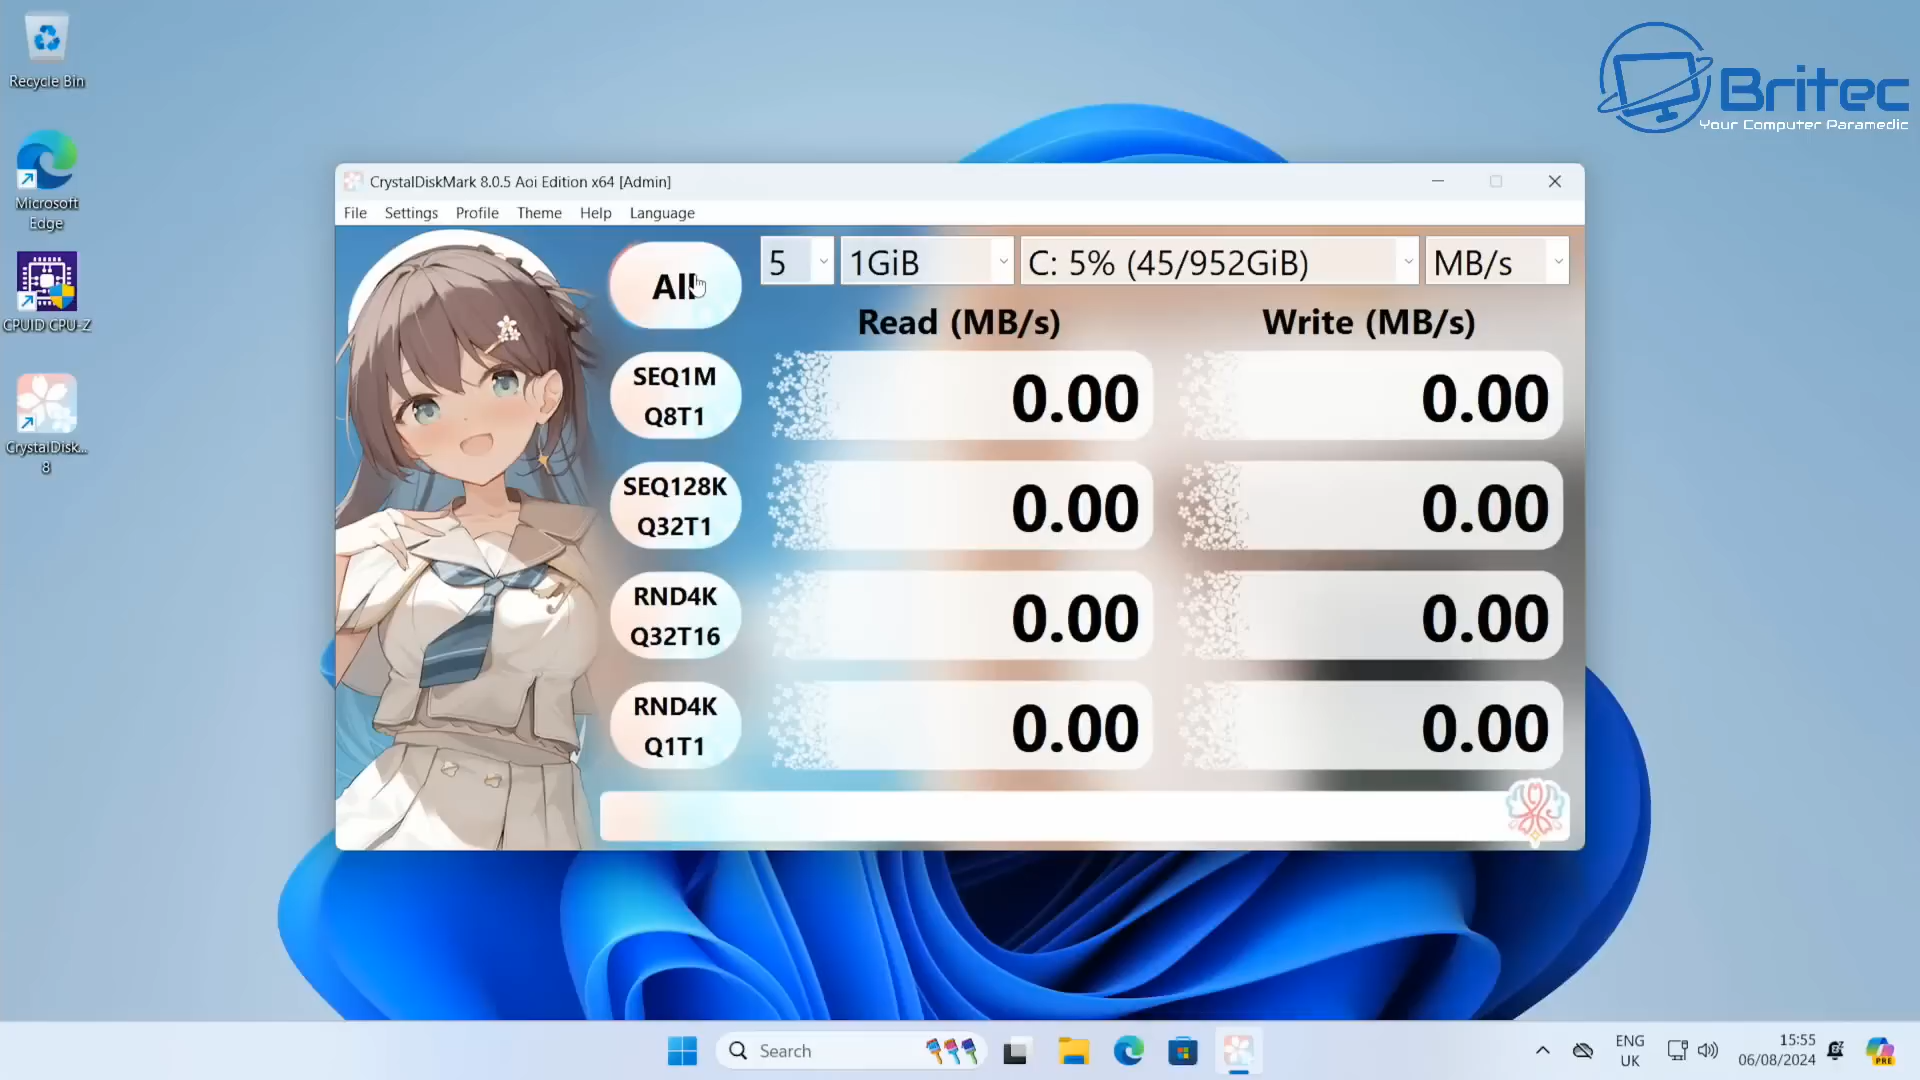 Recycle Bin
Microsoft
Edge
CPUID CPU-Z
CrystalDisk...
8
Britec
Your Computer Paramedic
CrystalDiskMark 8.0.5 Aoi Edition x64 [Admin]
File Settings Profile Theme Help Language
All
5 1GiB C: 5% (45/952GiB) MB/s
Read (MB/s) Write (MB/s)
SEQ1M
Q8T1
0.00 0.00
SEQ128K
Q32T1
0.00 0.00
RND4K
Q32T16
0.00 0.00
RND4K
Q1T1
0.00 0.00
Search
ENG
UK
15:55
06/08/2024
PRE